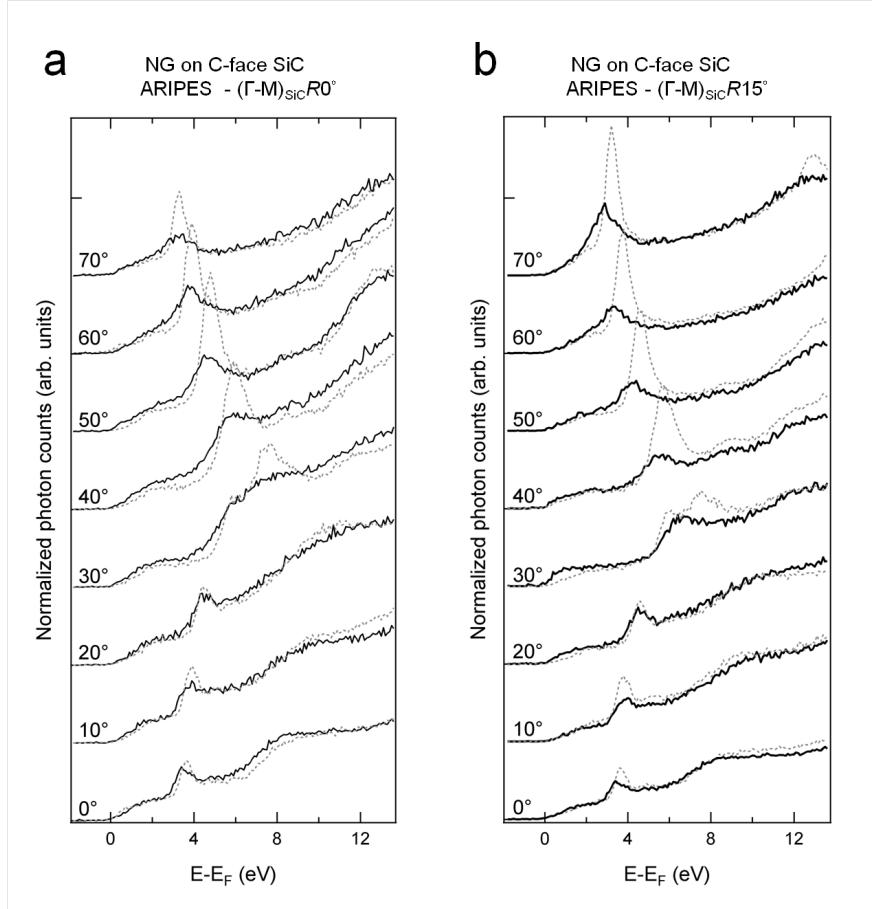 a
NG on C-face SiC
ARIPES - (Γ-M)SiCR0°
Normalized photon counts (arb. units)
70°
60°
50°
40°
30°
20°
10°
0°
0 4 8 12
E-EF (eV)
b
NG on C-face SiC
ARIPES - (Γ-M)SiCR15°
Normalized photon counts (arb. units)
70°
60°
50°
40°
30°
20°
10°
0°
0 4 8 12
E-EF (eV)